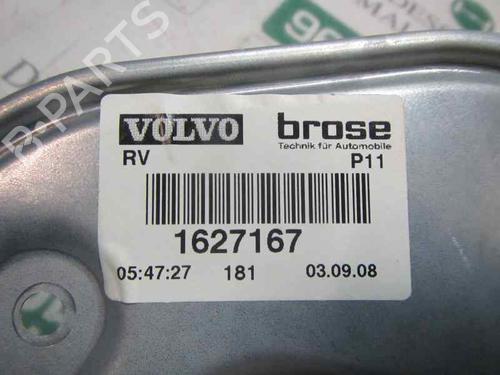 VOLVO brose
Technik für Automobile
RV P11
1627167
05:47:27 181 03.09.08
B-PARTS